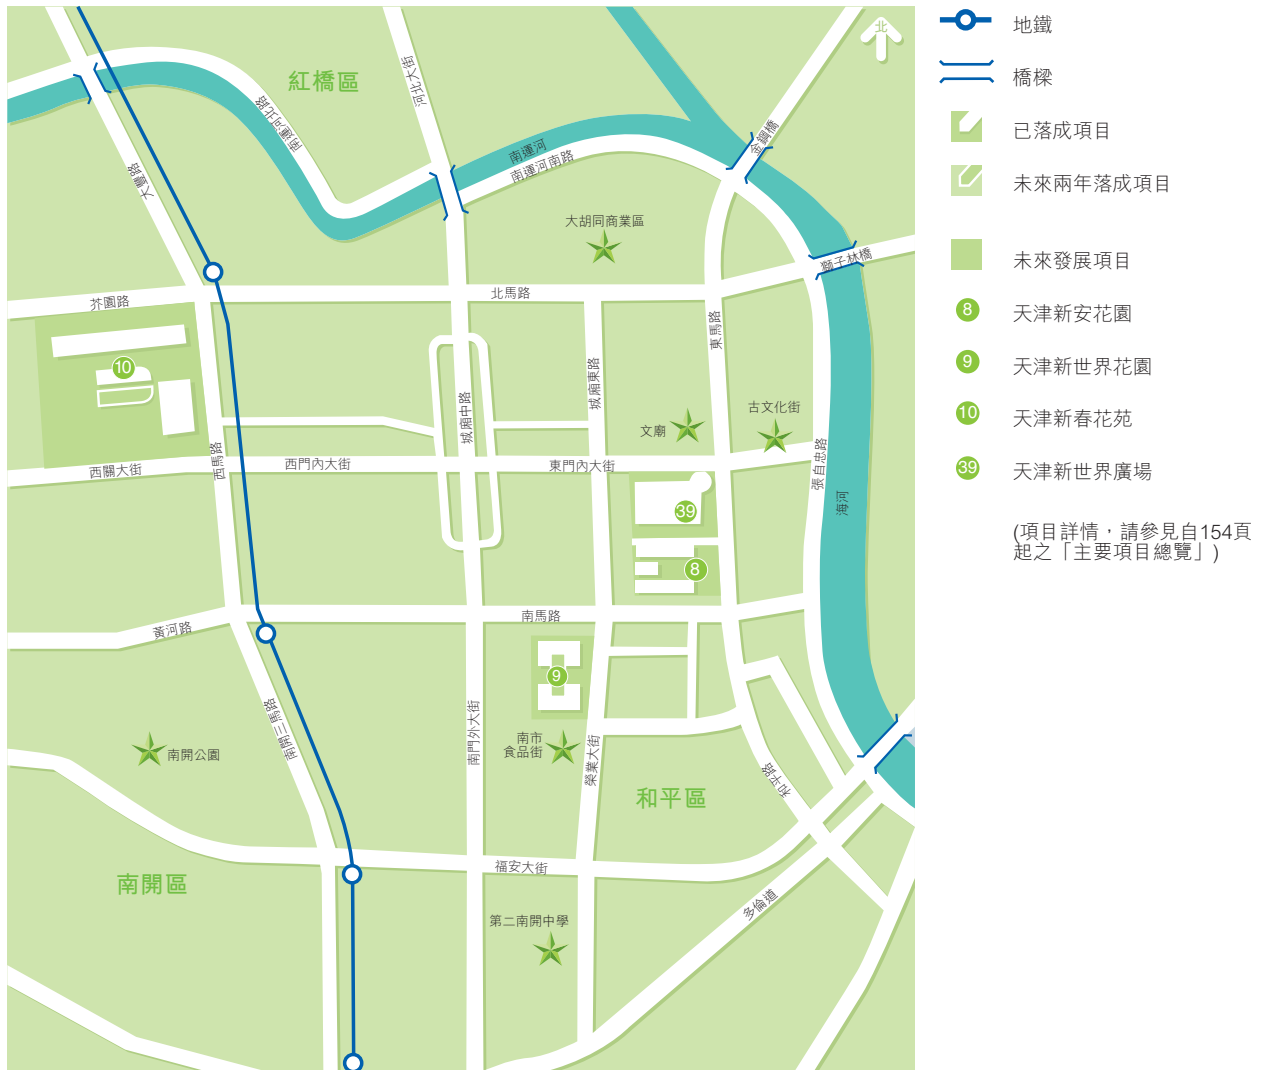 北
紅橋區
河北大街
南運河北路
金鋼橋
南運河
南運河南路
大豐路
大胡同商業區
獅子林橋
芥園路
北馬路
東馬路
10
城廂東路
城廂中路
古文化街
文廟
張自忠路
西馬路
西關大街
西門內大街
東門內大街
海河
39
8
南馬路
黃河路
9
南開三馬路
南門外大街
南開公園
南市
食品街
榮業大街
和平路
和平區
福安大街
南開區
多倫道
第二南開中學
地鐵
橋樑
已落成項目
未來兩年落成項目
未來發展項目
8 天津新安花園
9 天津新世界花園
10 天津新春花苑
39 天津新世界廣場
(項目詳情，請參見自154頁
起之「主要項目總覽」)